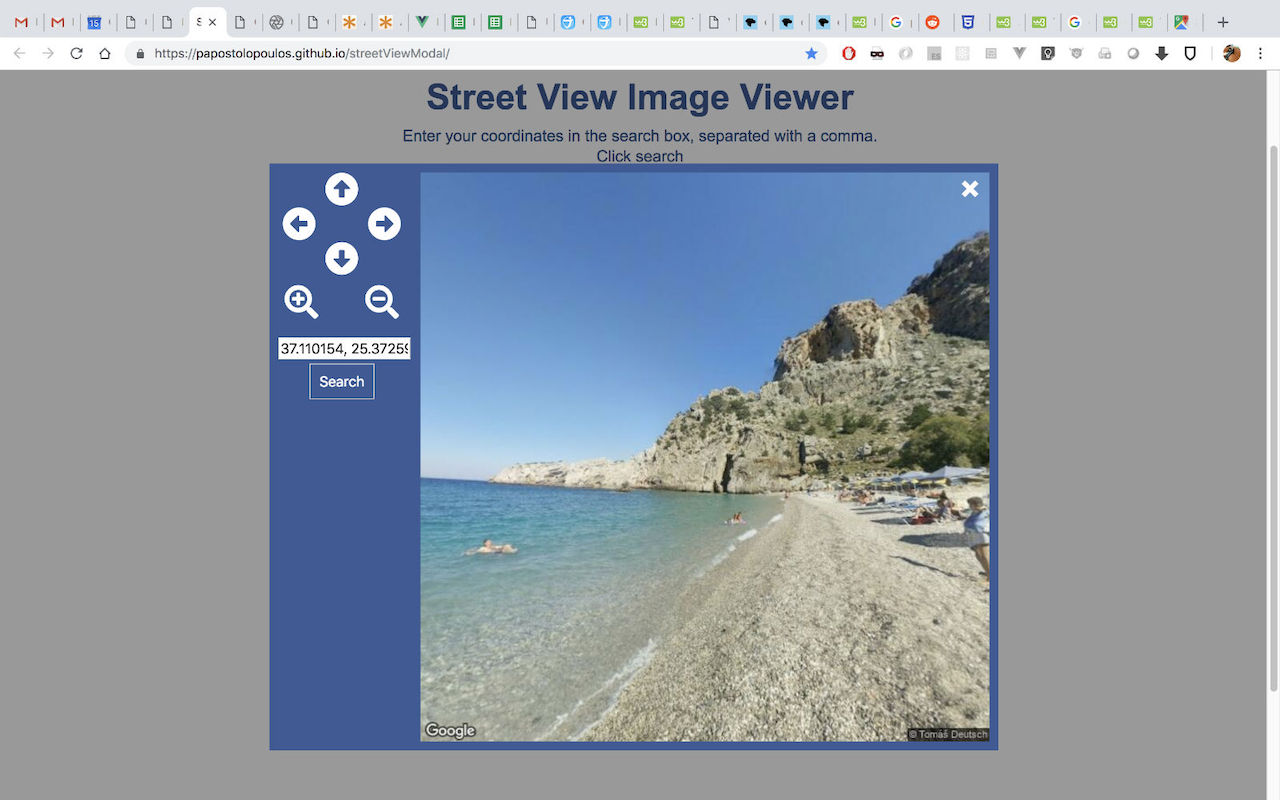 S
15
https://papostolopoulos.github.io/streetViewModal/
Street View Image Viewer
Enter your coordinates in the search box, separated with a comma.
Click search
37.110154, 25.37259
Search
Google
© Tomáš Deutsch